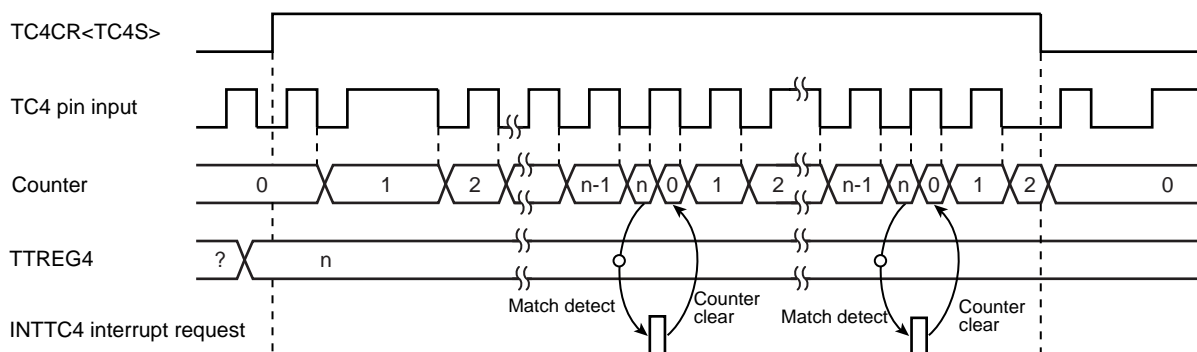 TC4CR<TC4S>
TC4 pin input
Counter
0 1 2 n-1 n 0 1 2 n-1 n 0 1 2 0
TTREG4
? n
Match detect
Counter
clear
Match detect
Counter
clear
INTTC4 interrupt request